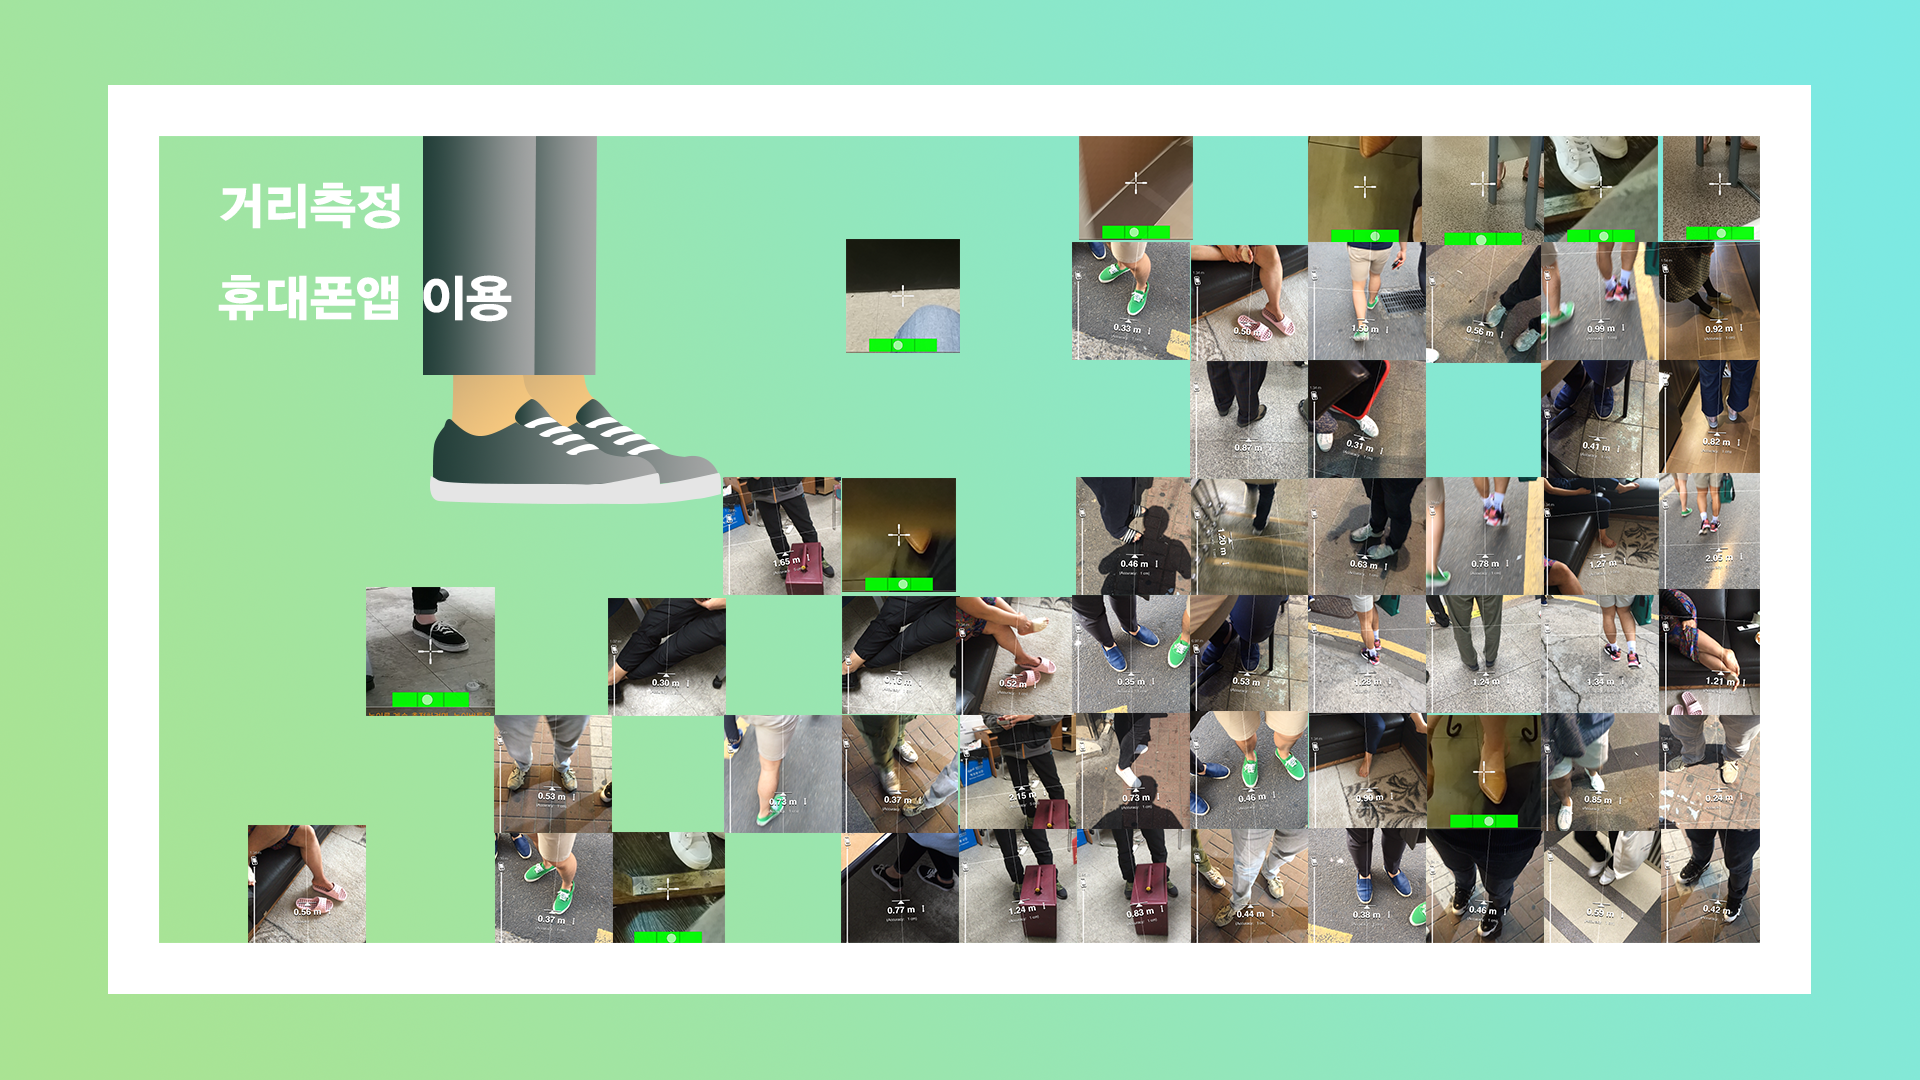 거리측정
휴대폰앱 이용
0.33 m
0.50 m
1.50 m
0.56 m
0.99 m
0.92 m
0.87 m
0.31 m
0.41 m
0.82 m
1.65 m
0.46 m
1.20 m
0.63 m
0.78 m
1.27 m
2.05 m
0.30 m
0.52 m
0.35 m
0.53 m
1.28 m
1.24 m
1.34 m
1.21 m
0.53 m
0.73 m
0.37 m
2.15 m
0.73 m
0.46 m
0.90 m
0.85 m
0.24 m
0.56 m
0.37 m
0.77 m
1.24 m
0.83 m
0.44 m
0.38 m
0.46 m
0.59 m
0.42 m